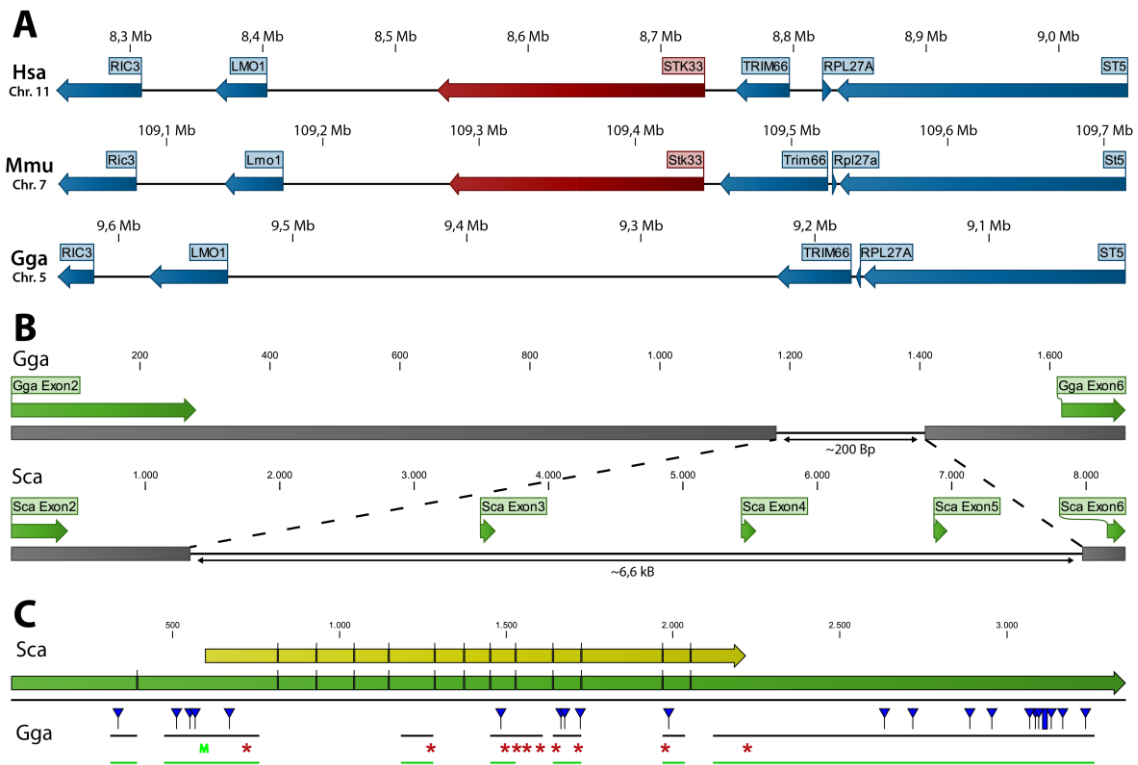 A
8,3 Mb 8,4 Mb 8,5 Mb 8,6 Mb 8,7 Mb 8,8 Mb 8,9 Mb 9,0 Mb
Hsa
Chr. 11
RIC3 LMO1 STK33 TRIM66 RPL27A ST5
109,1 Mb 109,2 Mb 109,3 Mb 109,4 Mb 109,5 Mb 109,6 Mb 109,7 Mb
Mmu
Chr. 7
Ric3 Lmo1 Stk33 Trim66 Rpl27a St5
9,6 Mb 9,5 Mb 9,4 Mb 9,3 Mb 9,2 Mb 9,1 Mb
Gga
Chr. 5
RIC3 LMO1 TRIM66 RPL27A ST5
B
Gga
200 400 600 800 1.000 1.200 1.400 1.600
Gga Exon2 Gga Exon6
~200 Bp
Sca
1.000 2.000 3.000 4.000 5.000 6.000 7.000 8.000
Sca Exon2 Sca Exon3 Sca Exon4 Sca Exon5 Sca Exon6
~6,6 kB
C
500 1.000 1.500 2.000 2.500 3.000
Sca
Gga
M * * * * * * * * *